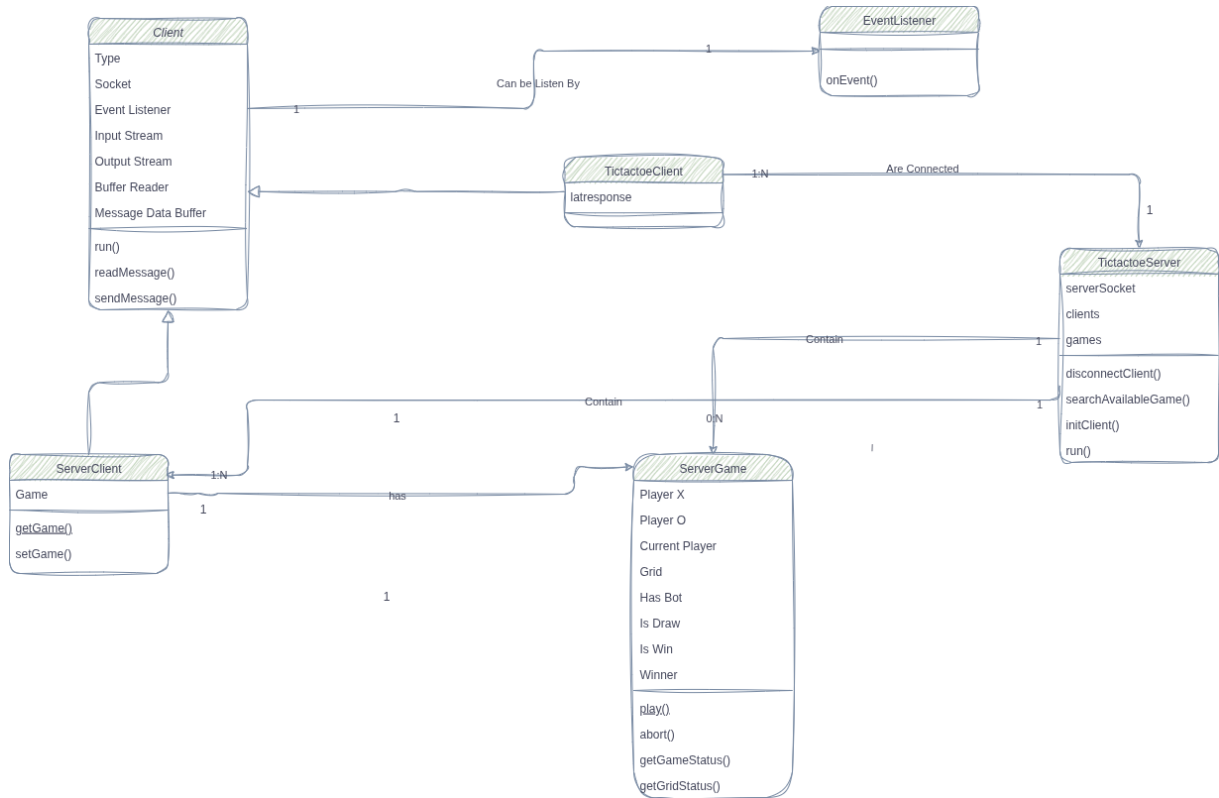 Client
Type
Socket
Event Listener
Input Stream
Output Stream
Buffer Reader
Message Data Buffer
run()
readMessage()
sendMessage()
1
Can be Listen By
1
EventListener
onEvent()
TictactoeClient
latresponse
1:N
Are Connected
1
TictactoeServer
serverSocket
clients
games
disconnectClient()
searchAvailableGame()
initClient()
run()
Contain
1
0:N
Contain
1
1
1:N
ServerClient
Game
getGame()
setGame()
has
1
1
l
ServerGame
Player X
Player O
Current Player
Grid
Has Bot
Is Draw
Is Win
Winner
play()
abort()
getGameStatus()
getGridStatus()